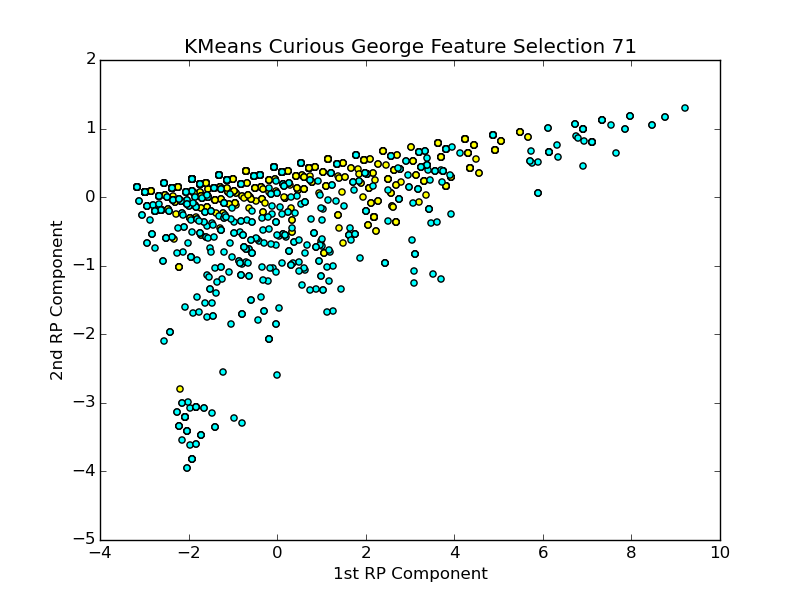 KMeans Curious George Feature Selection 71
2
1
0
−1
−2
−3
−4
−5
2nd RP Component
−4 −2 0 2 4 6 8 10
1st RP Component